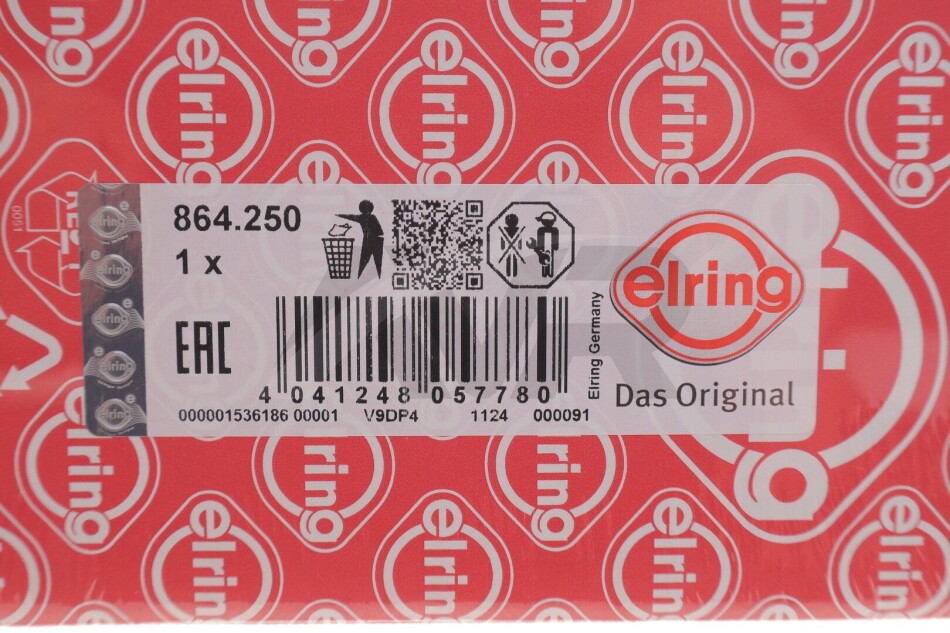 864.250
1 x
EAC
4 041248 057780
000001536186 00001 V9DP4 1124 000091
Elring Germany
elring
Das Original